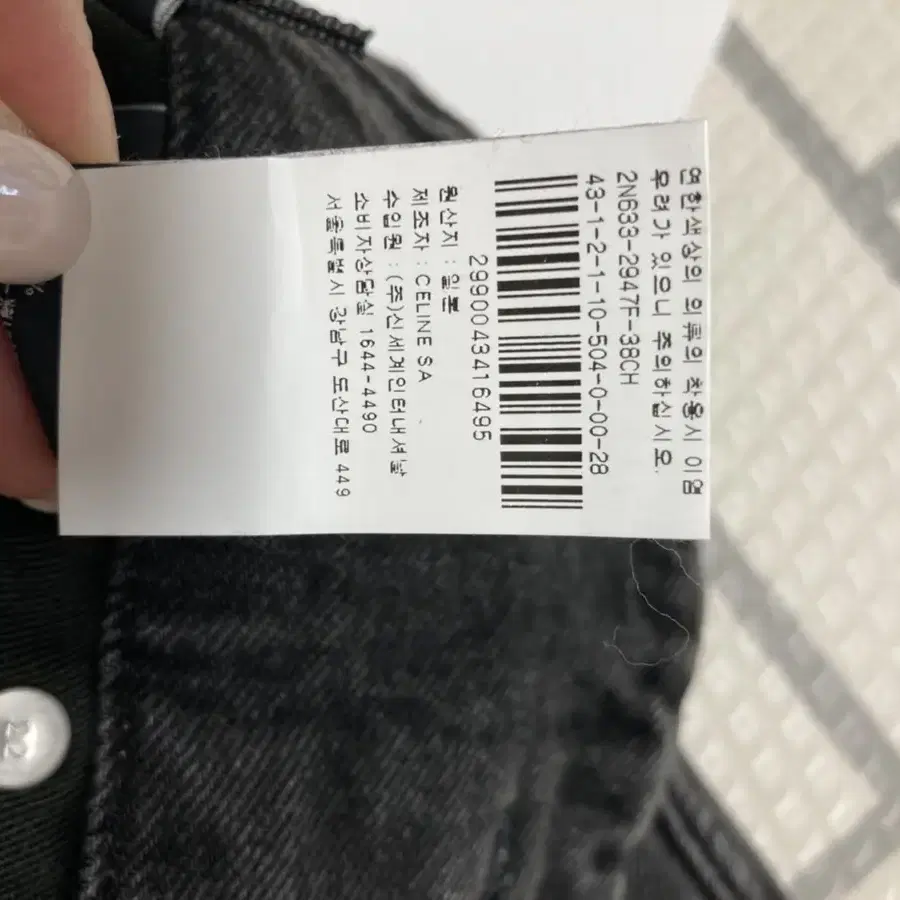 연한색상의 의류의 착용시 이염
우려가 있으니 주의하십시오.
2N633-2947F-38CH
43-1-21-10-504-0-00-28
2990043416495
원산지 : 일본
제조자 : CELINE SA
수입원 : (주)신세계인터내셔날
소비자상담실 1644-4490
서울특별시 강남구 도산대로 449